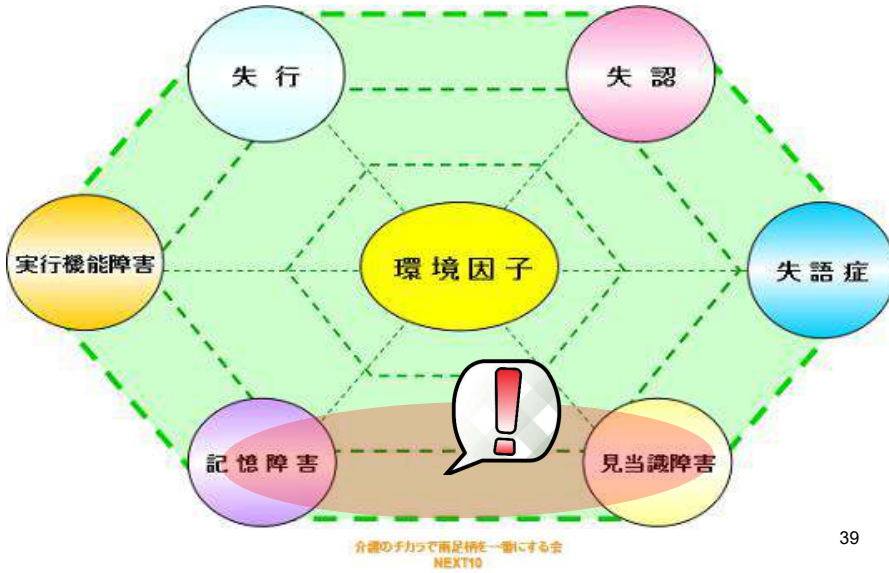 失行
失認
実行機能障害
環境因子
失語症
記憶障害
見当識障害
介護のチカラで南足柄を一番にする会
NEXT10
39